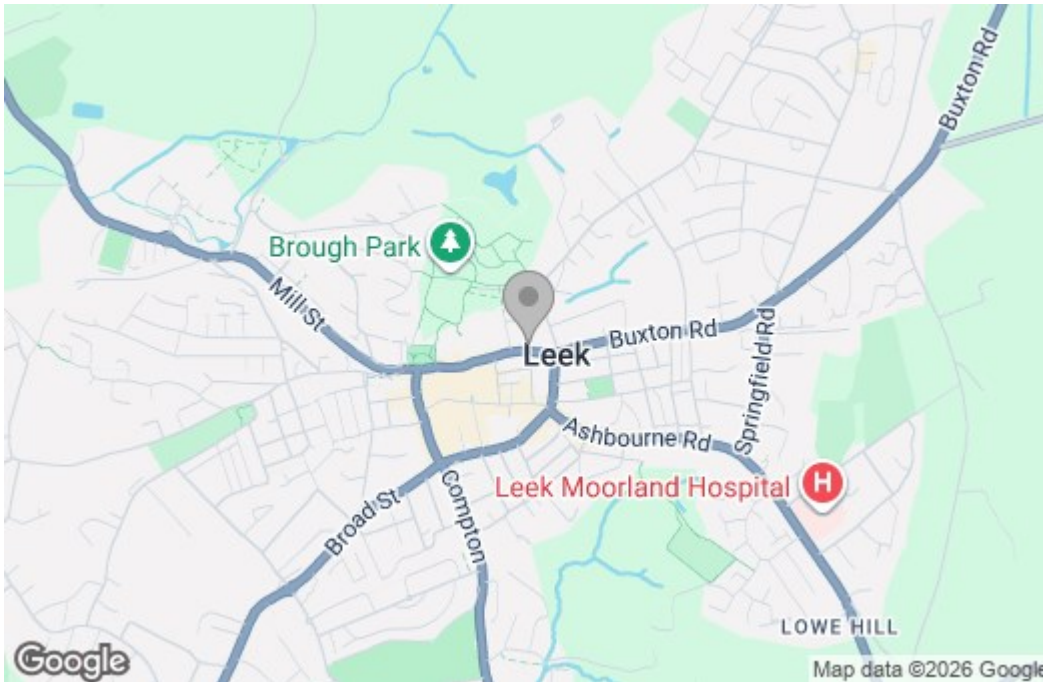 Buxton Rd
Brough Park
Mill St
Buxton Rd
Leek
Springfield Rd
Ashbourne Rd
Leek Moorland Hospital
H
Compton
Broad St
LOWE HILL
Google
Map data ©2026 Google